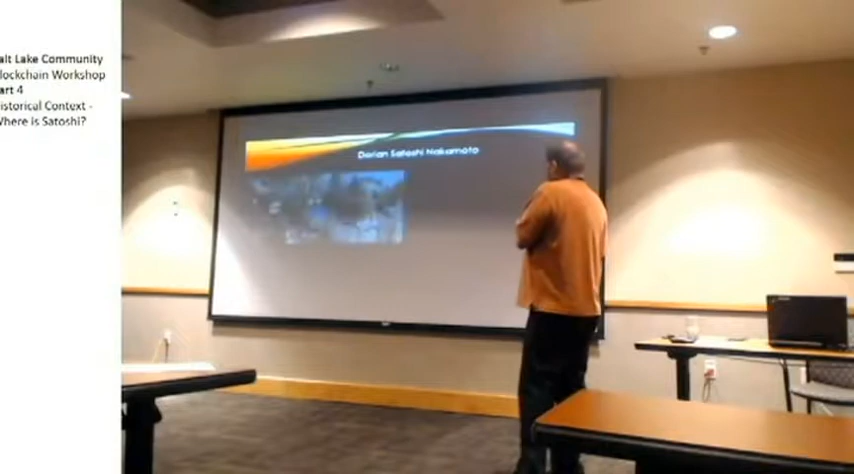 alt Lake Community
lockchain Workshop
art 4
istorical Context -
Where is Satoshi?
Dorian Satoshi Nakamoto